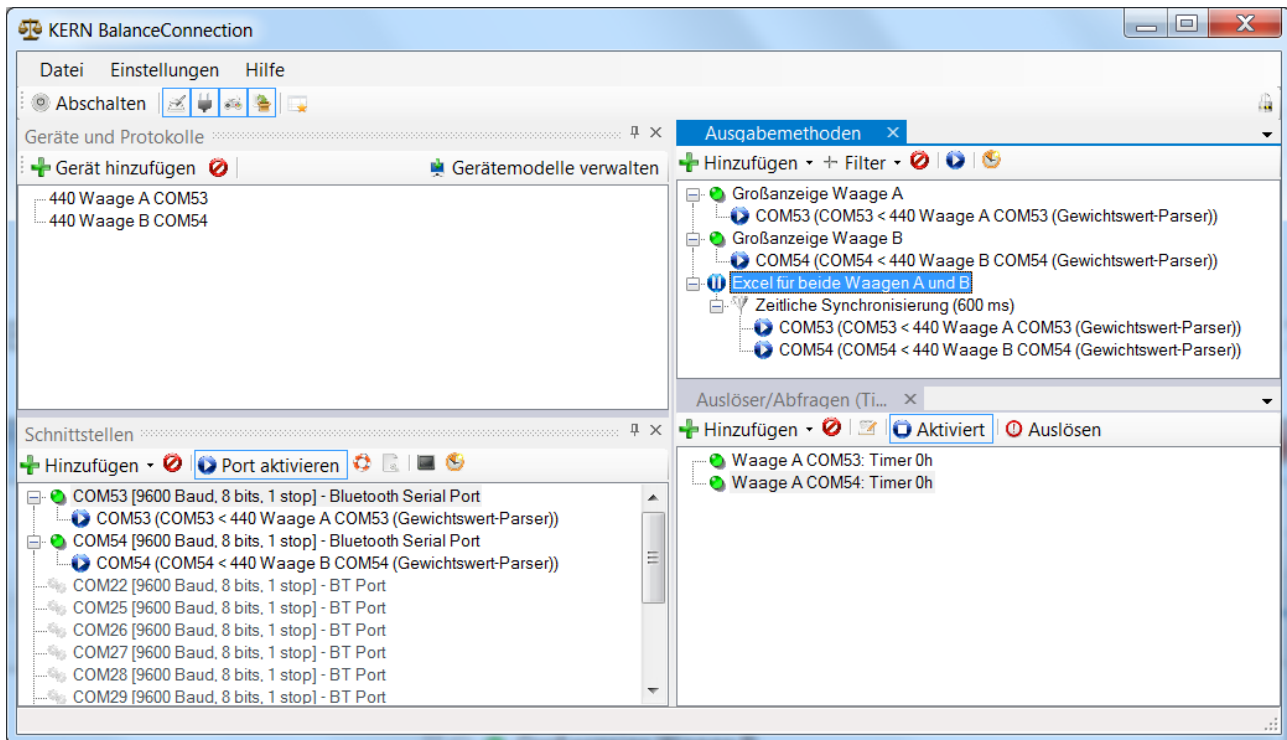 KERN BalanceConnection
Datei Einstellungen Hilfe
Abschalten
Geräte und Protokolle
Gerät hinzufügen Gerätemodelle verwalten
440 Waage A COM53
440 Waage B COM54
Ausgabemethoden
Hinzufügen Filter
Großanzeige Waage A
COM53 (COM53 < 440 Waage A COM53 (Gewichtswert-Parser))
Großanzeige Waage B
COM54 (COM54 < 440 Waage B COM54 (Gewichtswert-Parser))
Excel für beide Waagen A und B
Zeitliche Synchronisierung (600 ms)
COM53 (COM53 < 440 Waage A COM53 (Gewichtswert-Parser))
COM54 (COM54 < 440 Waage B COM54 (Gewichtswert-Parser))
Schnittstellen
Hinzufügen Port aktivieren
COM53 [9600 Baud, 8 bits, 1 stop] - Bluetooth Serial Port
COM53 (COM53 < 440 Waage A COM53 (Gewichtswert-Parser))
COM54 [9600 Baud, 8 bits, 1 stop] - Bluetooth Serial Port
COM54 (COM54 < 440 Waage B COM54 (Gewichtswert-Parser))
COM22 [9600 Baud, 8 bits, 1 stop] - BT Port
COM25 [9600 Baud, 8 bits, 1 stop] - BT Port
COM26 [9600 Baud, 8 bits, 1 stop] - BT Port
COM27 [9600 Baud, 8 bits, 1 stop] - BT Port
COM28 [9600 Baud, 8 bits, 1 stop] - BT Port
COM29 [9600 Baud, 8 bits, 1 stop] - BT Port
Auslöser/Abfragen (Ti...
Hinzufügen Aktiviert Auslösen
Waage A COM53: Timer 0h
Waage A COM54: Timer 0h